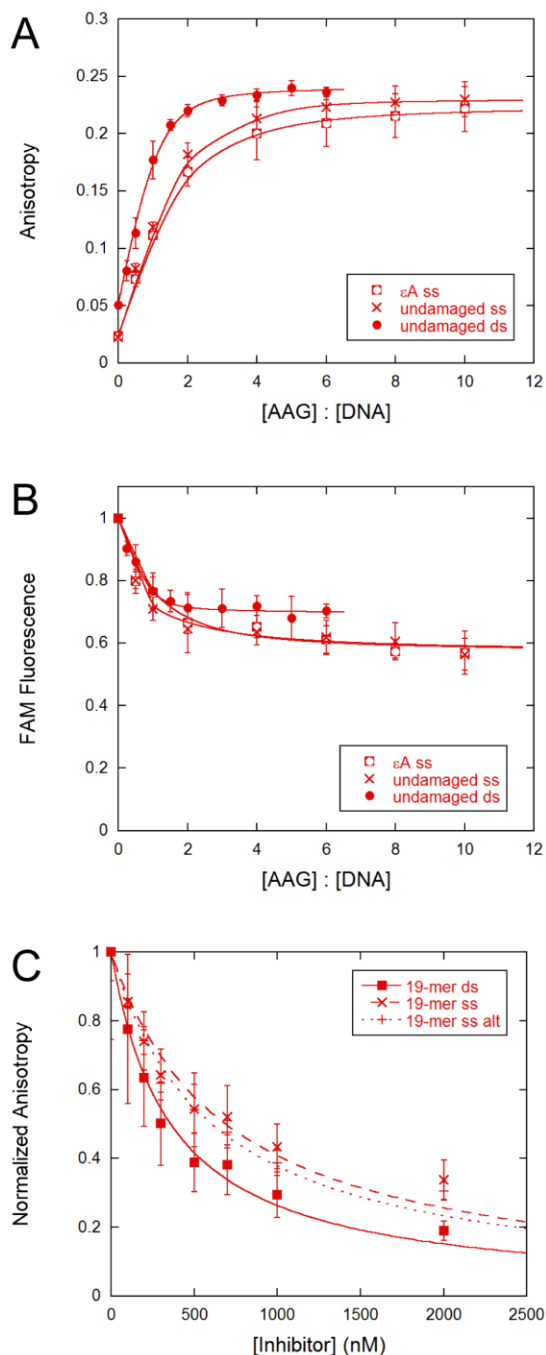 A
0.3
0.25
0.2
0.15
0.1
0.05
0
Anisotropy
εA ss
undamaged ss
undamaged ds
0 2 4 6 8 10
[AAG] : [DNA]
B
1
0.8
0.6
0.4
0.2
0
FAM Fluorescence
εA ss
undamaged ss
undamaged ds
0 2 4 6 8 10
[AAG] : [DNA]
C
1
0.8
0.6
0.4
0.2
0
Normalized Anisotropy
19-mer ds
19-mer ss
19-mer ss alt
0 500 1000 1500 2000 2500
[Inhibitor] (nM)